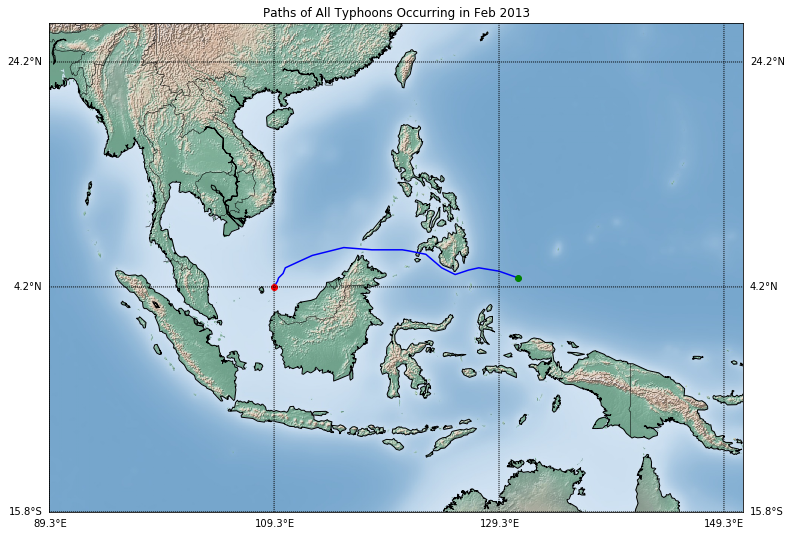 Paths of All Typhoons Occurring in Feb 2013
24.2°N 24.2°N
4.2°N 4.2°N
15.8°S 15.8°S
89.3°E 109.3°E 129.3°E 149.3°E